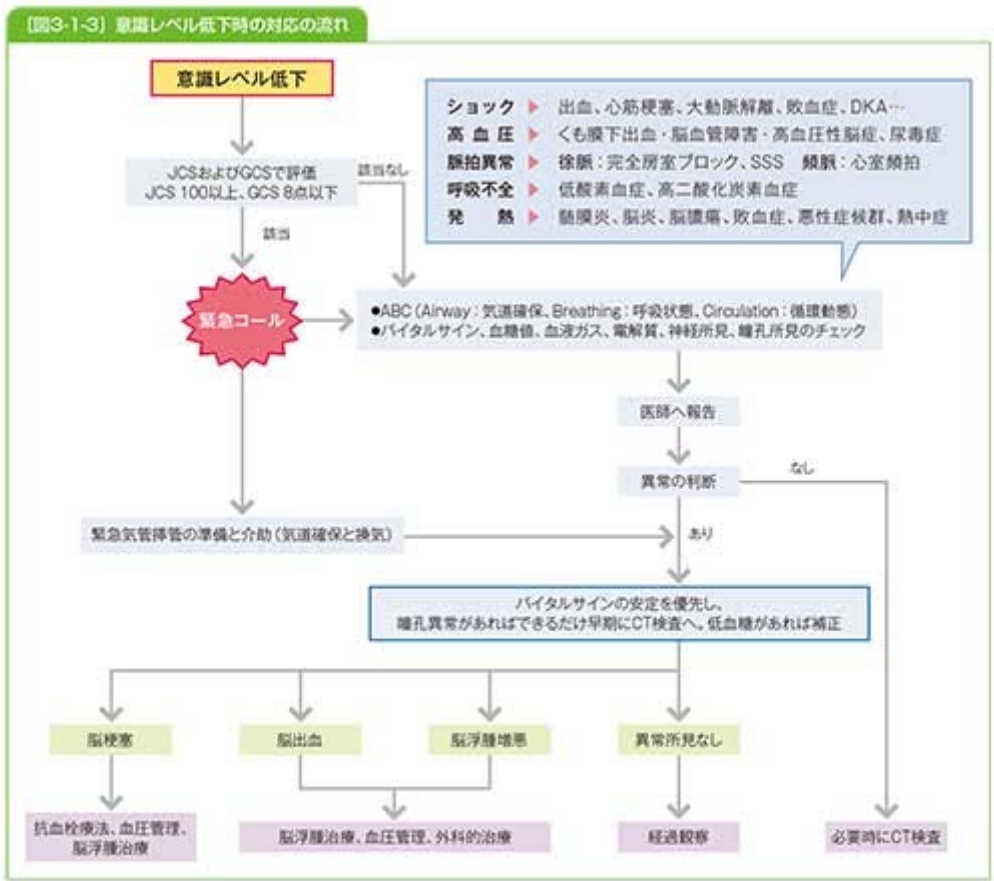 [図3-1-3] 意識レベル低下時の対応の流れ
意識レベル低下
ショック ▶ 出血、心筋梗塞、大動脈解離、敗血症、DKA…
高血圧 ▶ くも膜下出血・脳血管障害・高血圧性脳症、尿毒症
脈拍異常 ▶ 徐脈：完全房室ブロック、SSS 頻脈：心室頻拍
呼吸不全 ▶ 低酸素血症、高二酸化炭素血症
発熱 ▶ 髄膜炎、脳炎、脳膿瘍、敗血症、悪性症候群、熱中症
JCSおよびGCSで評価
JCS 100以上、GCS 8点以下
該当なし
該当
緊急コール
●ABC（Airway：気道確保、Breathing：呼吸状態、Circulation：循環動態）
●バイタルサイン、血糖値、血液ガス、電解質、神経所見、瞳孔所見のチェック
医師へ報告
異常の判断
なし
緊急気管挿管の準備と介助（気道確保と換気）
あり
バイタルサインの安定を優先し、
瞳孔異常があればできるだけ早期にCT検査へ。低血糖があれば補正
脳梗塞
脳出血
脳浮腫増悪
異常所見なし
抗血栓療法、血圧管理、
脳浮腫治療
脳浮腫治療、血圧管理、外科的治療
経過観察
必要時にCT検査